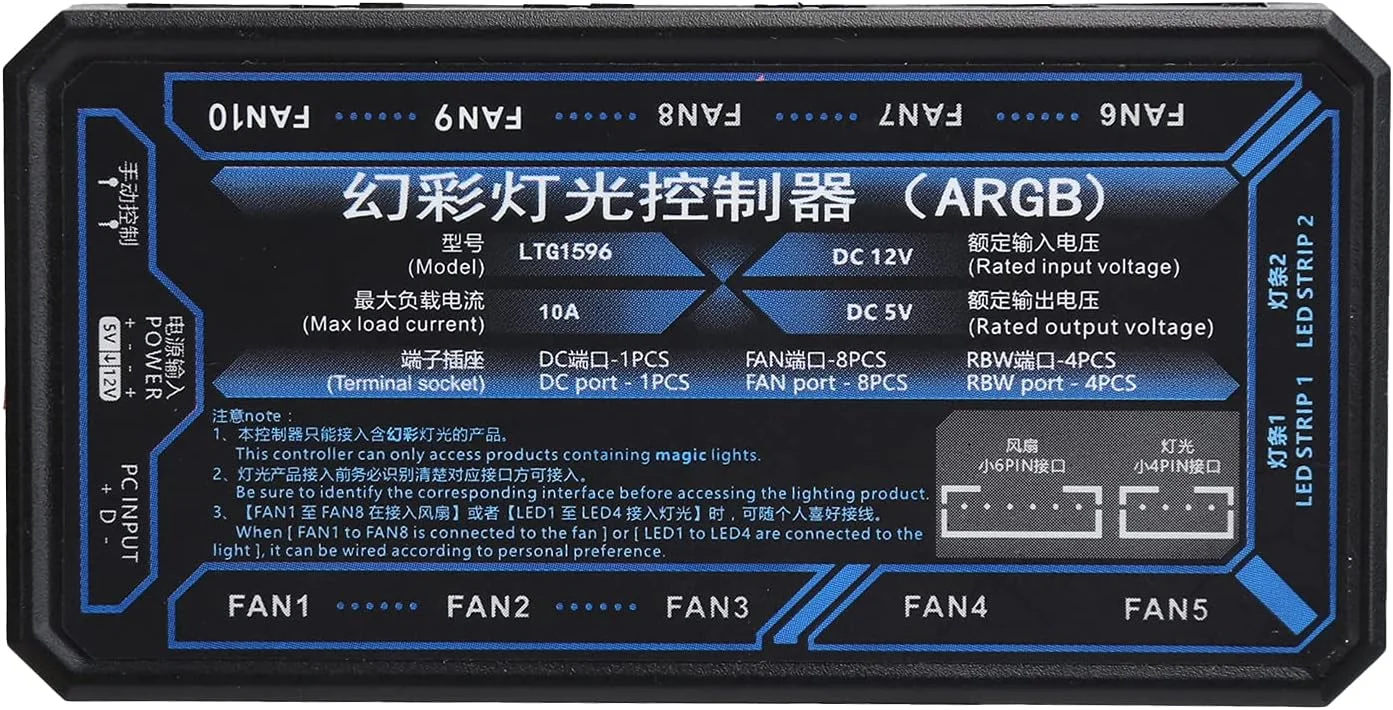 FAN10 FAN9 FAN8 FAN7 FAN6
手动控制
幻彩灯光控制器（ARGB）
型号 LTG1596 DC 12V 额定输入电压
(Model) (Rated input voltage)
最大负载电流 10A DC 5V 额定输出电压
(Max load current) (Rated output voltage)
端子插座 DC端口-1PCS FAN端口-8PCS RBW端口-4PCS
(Terminal socket) DC port - 1PCS FAN port - 8PCS RBW port - 4PCS
电源输入
POWER
+ - - +
5V↓12V
PC INPUT
+ D -
注意note：
1、本控制器只能接入含幻彩灯光的产品。
This controller can only access products containing magic lights.
2、灯光产品接入前务必识别清楚对应接口方可接入。
Be sure to identify the corresponding interface before accessing the lighting product.
3、【FAN1 至 FAN8 在接入风扇】或者【LED1 至 LED4 接入灯光】时，可随个人喜好接线。
When [ FAN1 to FAN8 is connected to the fan ] or [ LED1 to LED4 are connected to the
light ], it can be wired according to personal preference.
风扇
小6PIN接口
灯光
小4PIN接口
灯条2
LED STRIP 2
灯条1
LED STRIP 1
FAN1 FAN2 FAN3 FAN4 FAN5